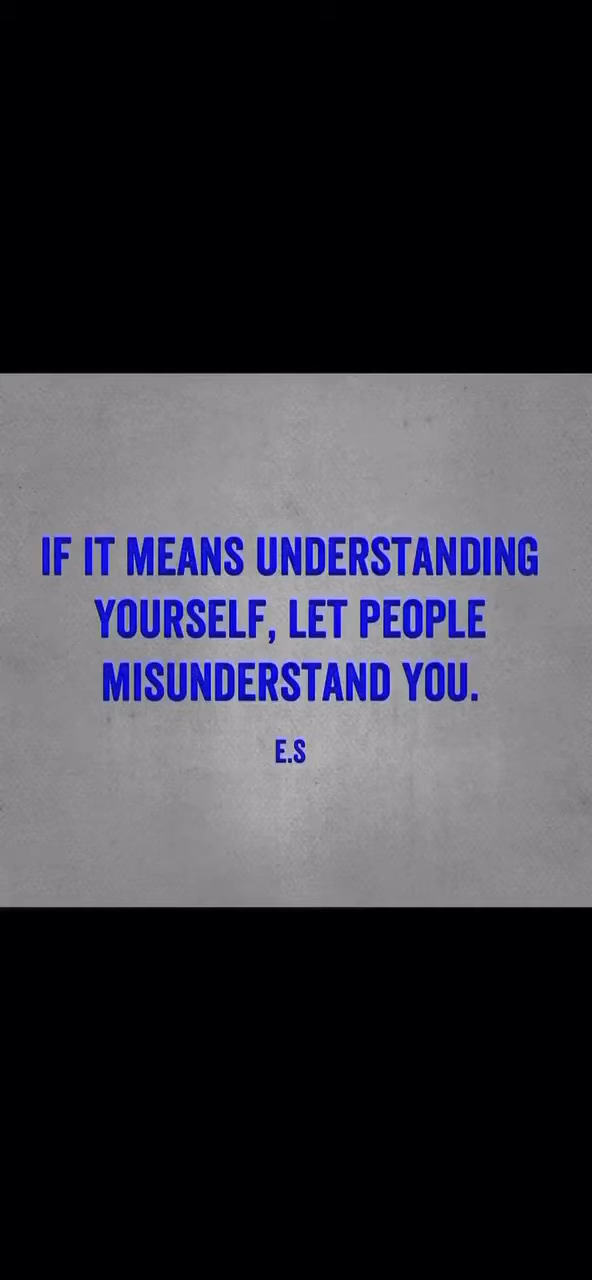 IF IT MEANS UNDERSTANDING
YOURSELF, LET PEOPLE
MISUNDERSTAND YOU.
E.S